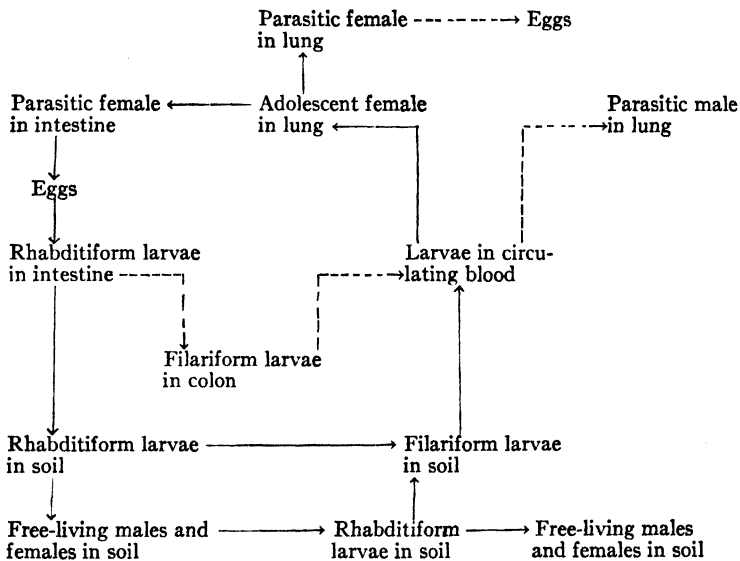 Parasitic female
in lung
Eggs
Parasitic female
in intestine
Adolescent female
in lung
Parasitic male
in lung
Eggs
Rhabditiform larvae
in intestine
Larvae in circu-
lating blood
Filariform larvae
in colon
Rhabditiform larvae
in soil
Filariform larvae
in soil
Free-living males and
females in soil
Rhabditiform
larvae in soil
Free-living males
and females in soil